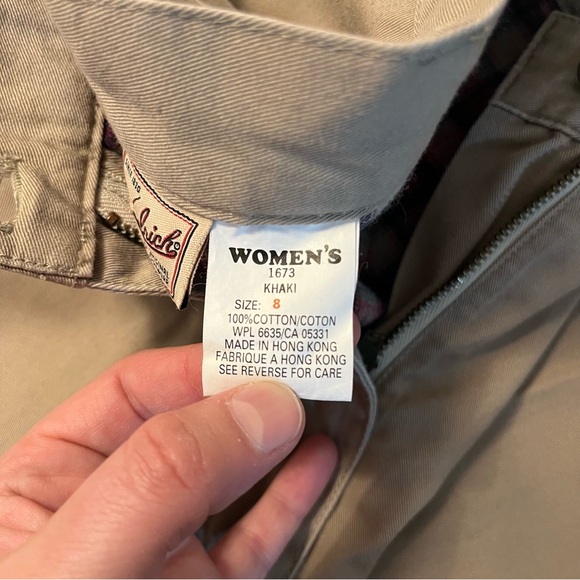 WOMEN'S
1673
KHAKI
SIZE: 8
100%COTTON/COTON
WPL 6635/CA 05331
MADE IN HONG KONG
FABRIQUE A HONG KONG
SEE REVERSE FOR CARE